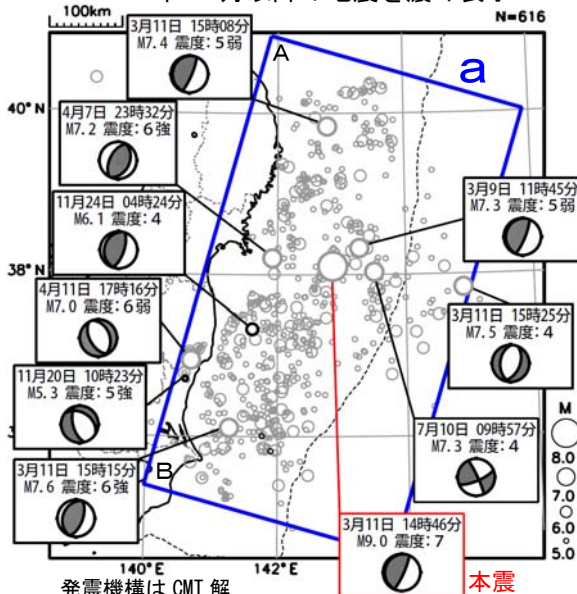 100km
N=616
3月11日 15時08分
M7.4 震度:5弱
A
a
40°N
4月7日 23時32分
M7.2 震度:6強
11月24日 04時24分
M6.1 震度:4
3月9日 11時45分
M7.3 震度:5弱
38°N
4月11日 17時16分
M7.0 震度:6弱
3月11日 15時25分
M7.5 震度:4
11月20日 10時23分
M5.3 震度:5強
7月10日 09時57分
M7.3 震度:4
M
8.0
7.0
6.0
5.0
B
3月11日 15時15分
M7.6 震度:6強
3月11日 14時46分
M9.0 震度:7
本震
140°E
142°E
発震機構は CMT 解